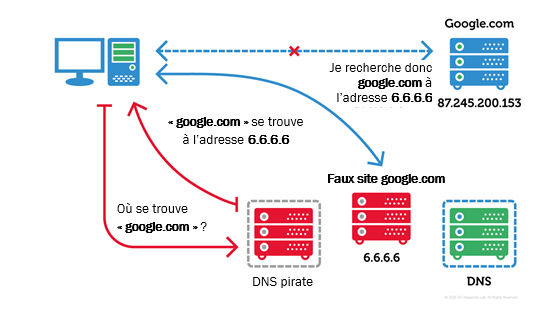 Google.com
87.245.200.153
Je recherche donc
google.com à
l'adresse 6.6.6.6
« google.com » se trouve
à l'adresse 6.6.6.6
Faux site google.com
6.6.6.6
Où se trouve
« google.com » ?
DNS pirate
DNS